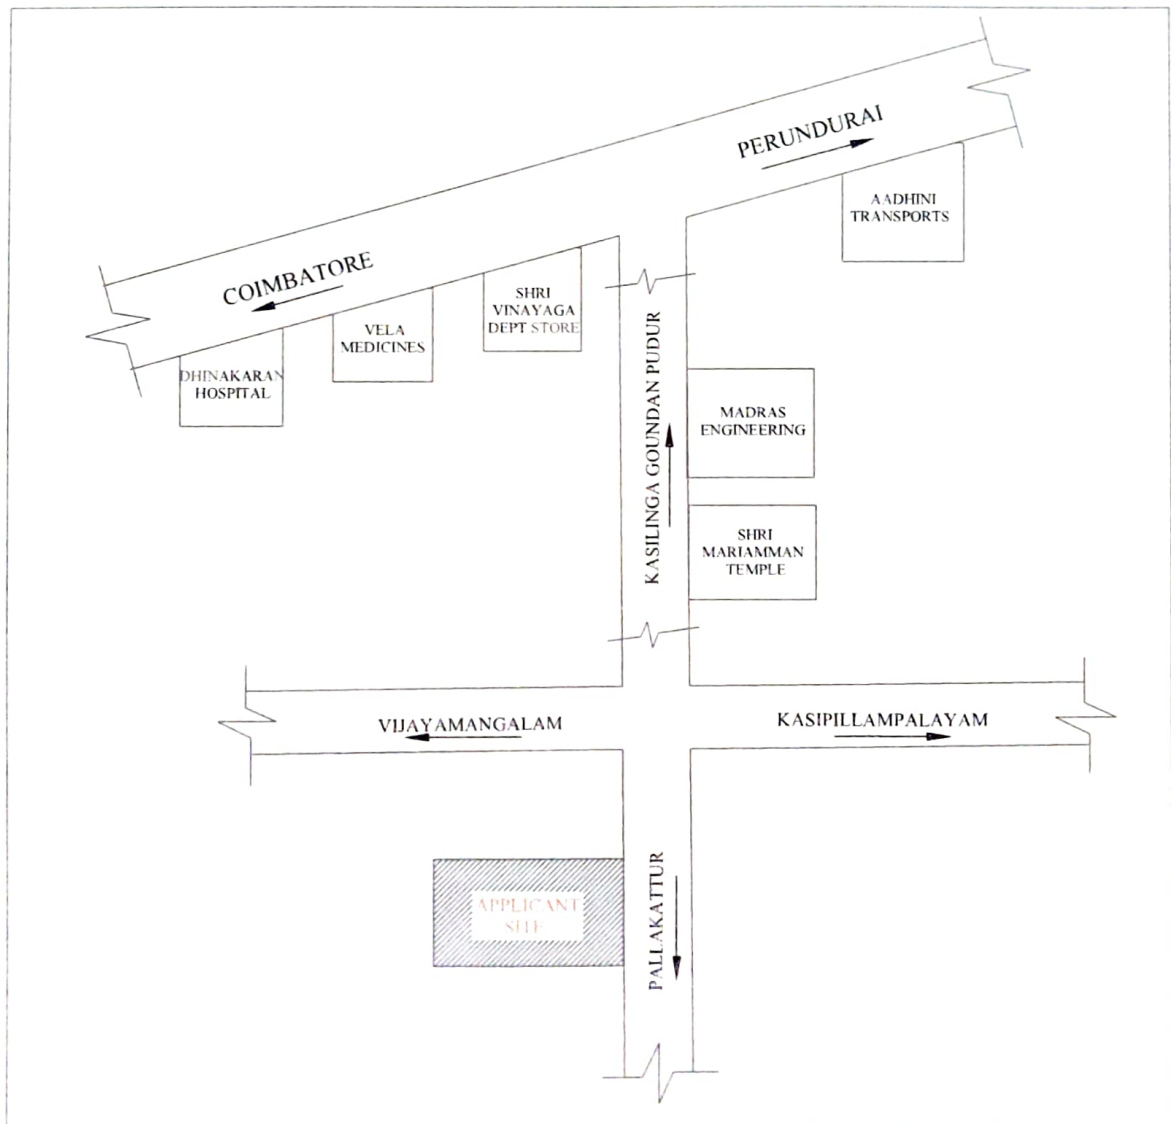 PERUNDURAI
AADHINI
TRANSPORTS
COIMBATORE
SHRI
VINAYAGA
DEPT STORE
VELA
MEDICINES
DHINAKARAN
HOSPITAL
KASILINGA GOUNDAN PUDUR
MADRAS
ENGINEERING
SHRI
MARIAMMAN
TEMPLE
VIJAYAMANGALAM
KASIPILLAMPALAYAM
APPLICANT
SITE
PALLAKATTUR